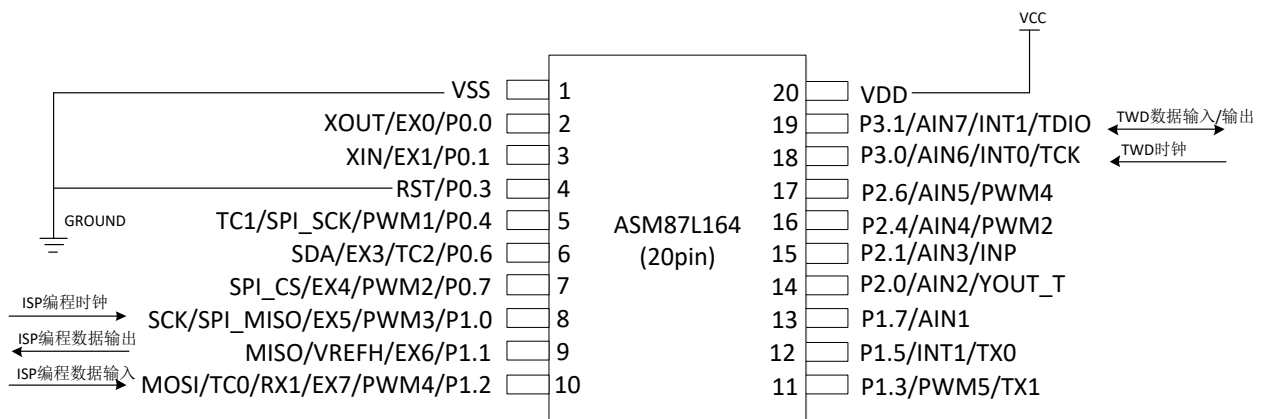 VCC
VSS 1
20 VDD
XOUT/EX0/P0.0 2
19 P3.1/AIN7/INT1/TDIO TWD数据输入/输出
XIN/EX1/P0.1 3
18 P3.0/AIN6/INT0/TCK TWD时钟
RST/P0.3 4
17 P2.6/AIN5/PWM4
GROUND
TC1/SPI_SCK/PWM1/P0.4 5
ASM87L164
16 P2.4/AIN4/PWM2
SDA/EX3/TC2/P0.6 6
(20pin)
15 P2.1/AIN3/INP
SPI_CS/EX4/PWM2/P0.7 7
14 P2.0/AIN2/YOUT_T
ISP编程时钟
SCK/SPI_MISO/EX5/PWM3/P1.0 8
13 P1.7/AIN1
ISP编程数据输出
MISO/VREFH/EX6/P1.1 9
12 P1.5/INT1/TX0
ISP编程数据输入
MOSI/TC0/RX1/EX7/PWM4/P1.2 10
11 P1.3/PWM5/TX1